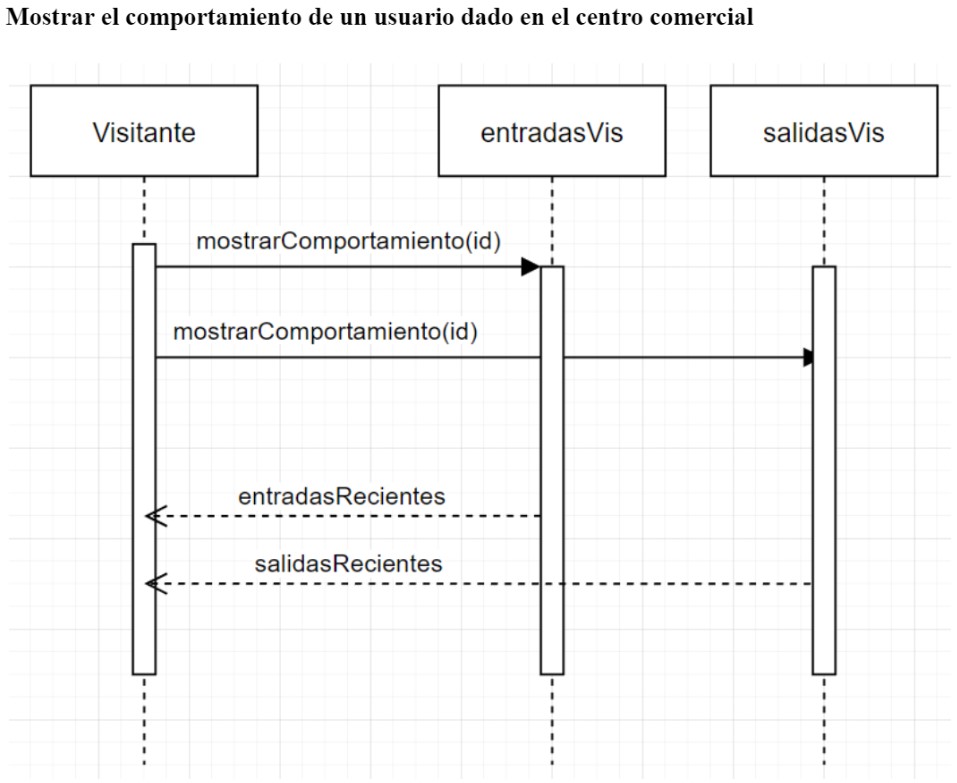 Mostrar el comportamiento de un usuario dado en el centro comercial
Visitante
entradasVis
salidasVis
mostrarComportamiento(id)
mostrarComportamiento(id)
entradasRecientes
salidasRecientes